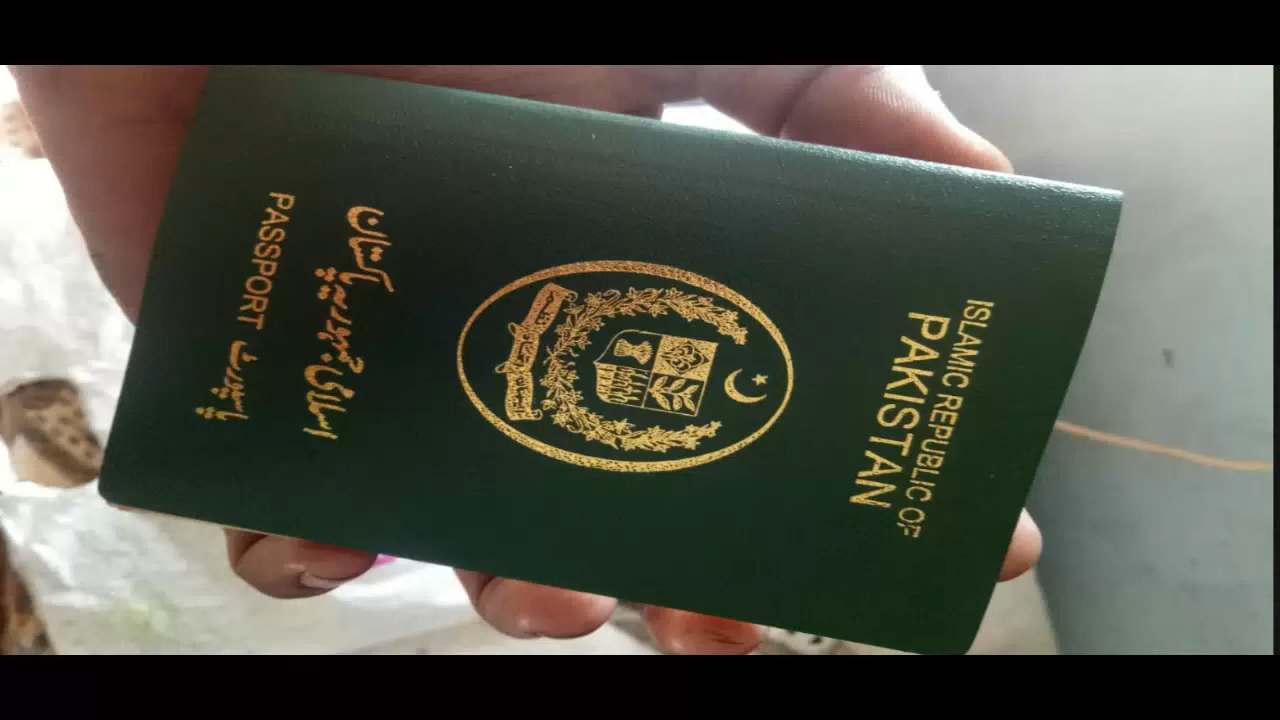 ISLAMIC REPUBLIC OF
PAKISTAN
اسلامی جمہوریہ پاکستان
PASSPORT پاسپورٹ